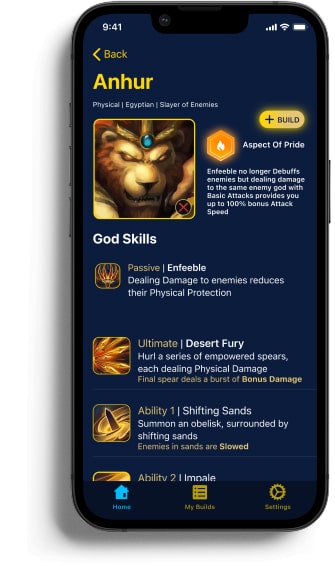 9:41
Back
Anhur
Physical | Egyptian | Slayer of Enemies
+ BUILD
Aspect Of Pride
Enfeeble no longer Debuffs
enemies but dealing damage
to the same enemy god with
Basic Attacks provides you
up to 100% bonus Attack
Speed
God Skills
Passive | Enfeeble
Dealing Damage to enemies reduces
their Physical Protection
Ultimate | Desert Fury
Hurl a series of empowered spears,
each dealing Physical Damage
Final spear deals a burst of Bonus Damage
Ability 1 | Shifting Sands
Summon an obelisk, surrounded by
shifting sands
Enemies in sands are Slowed
Ability 2 | Impale
Home
My Builds
Settings